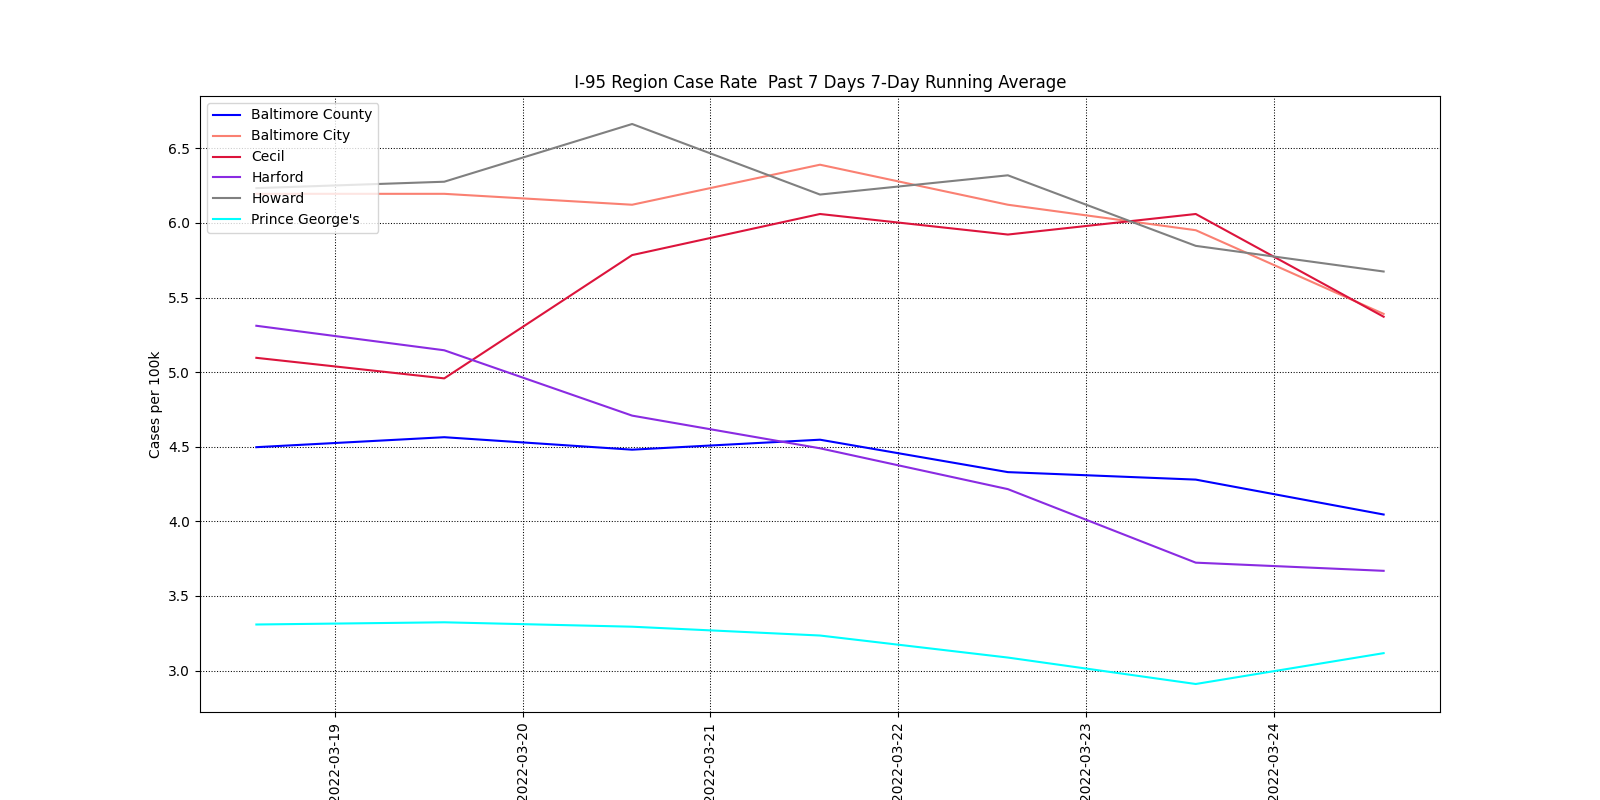 I-95 Region Case Rate  Past 7 Days 7-Day Running Average
Baltimore County
Baltimore City
Cecil
Harford
Howard
Prince George's
Cases per 100k
6.5
6.0
5.5
5.0
4.5
4.0
3.5
3.0
2022-03-19
2022-03-20
2022-03-21
2022-03-22
2022-03-23
2022-03-24